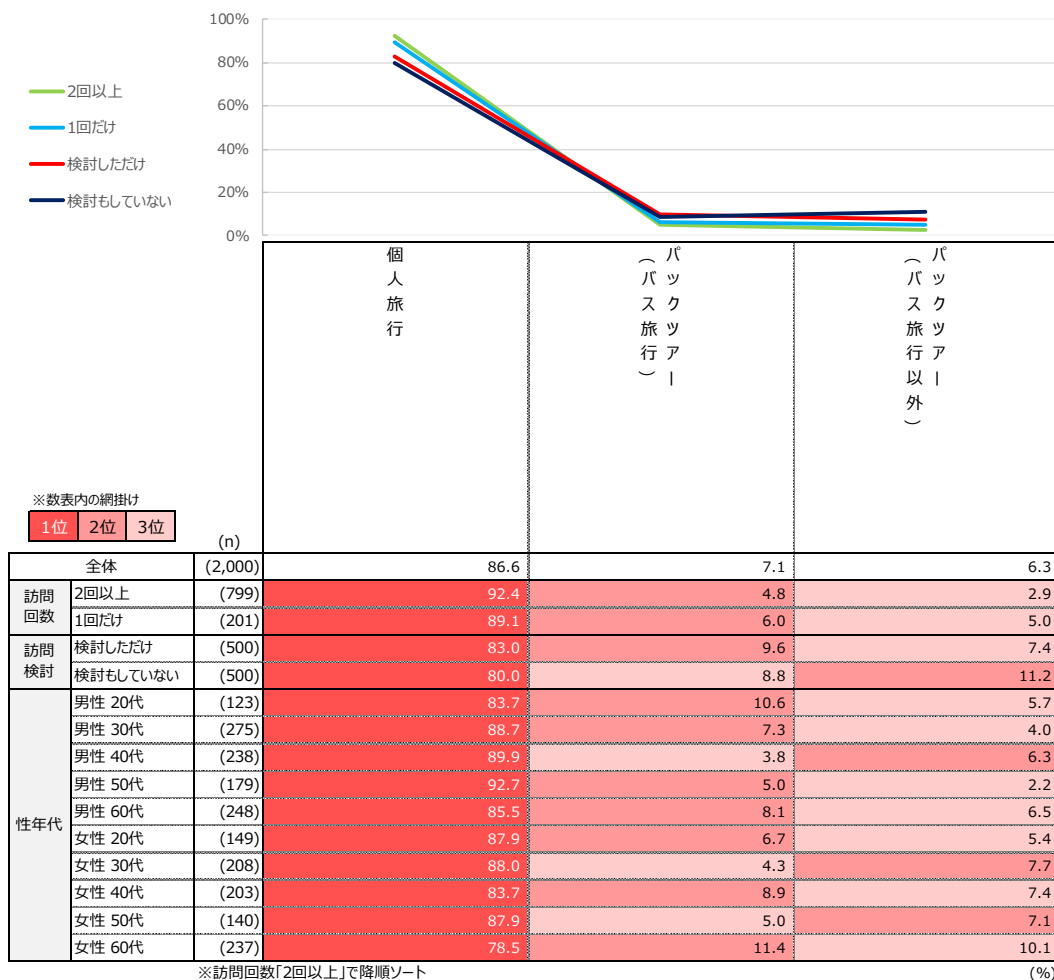 100%
80%
60%
40%
20%
0%
2回以上
1回だけ
検討しただけ
検討もしていない
個人旅行
パックツアー
（バス旅行）
パックツアー
（バス旅行以外）
※数表内の網掛け
1位 2位 3位
(n)
全体 (2,000) 86.6 7.1 6.3
訪問回数 2回以上 (799) 92.4 4.8 2.9
1回だけ (201) 89.1 6.0 5.0
訪問検討 検討しただけ (500) 83.0 9.6 7.4
検討もしていない (500) 80.0 8.8 11.2
性年代 男性 20代 (123) 83.7 10.6 5.7
男性 30代 (275) 88.7 7.3 4.0
男性 40代 (238) 89.9 3.8 6.3
男性 50代 (179) 92.7 5.0 2.2
男性 60代 (248) 85.5 8.1 6.5
女性 20代 (149) 87.9 6.7 5.4
女性 30代 (208) 88.0 4.3 7.7
女性 40代 (203) 83.7 8.9 7.4
女性 50代 (140) 87.9 5.0 7.1
女性 60代 (237) 78.5 11.4 10.1
※訪問回数「2回以上」で降順ソート (%)